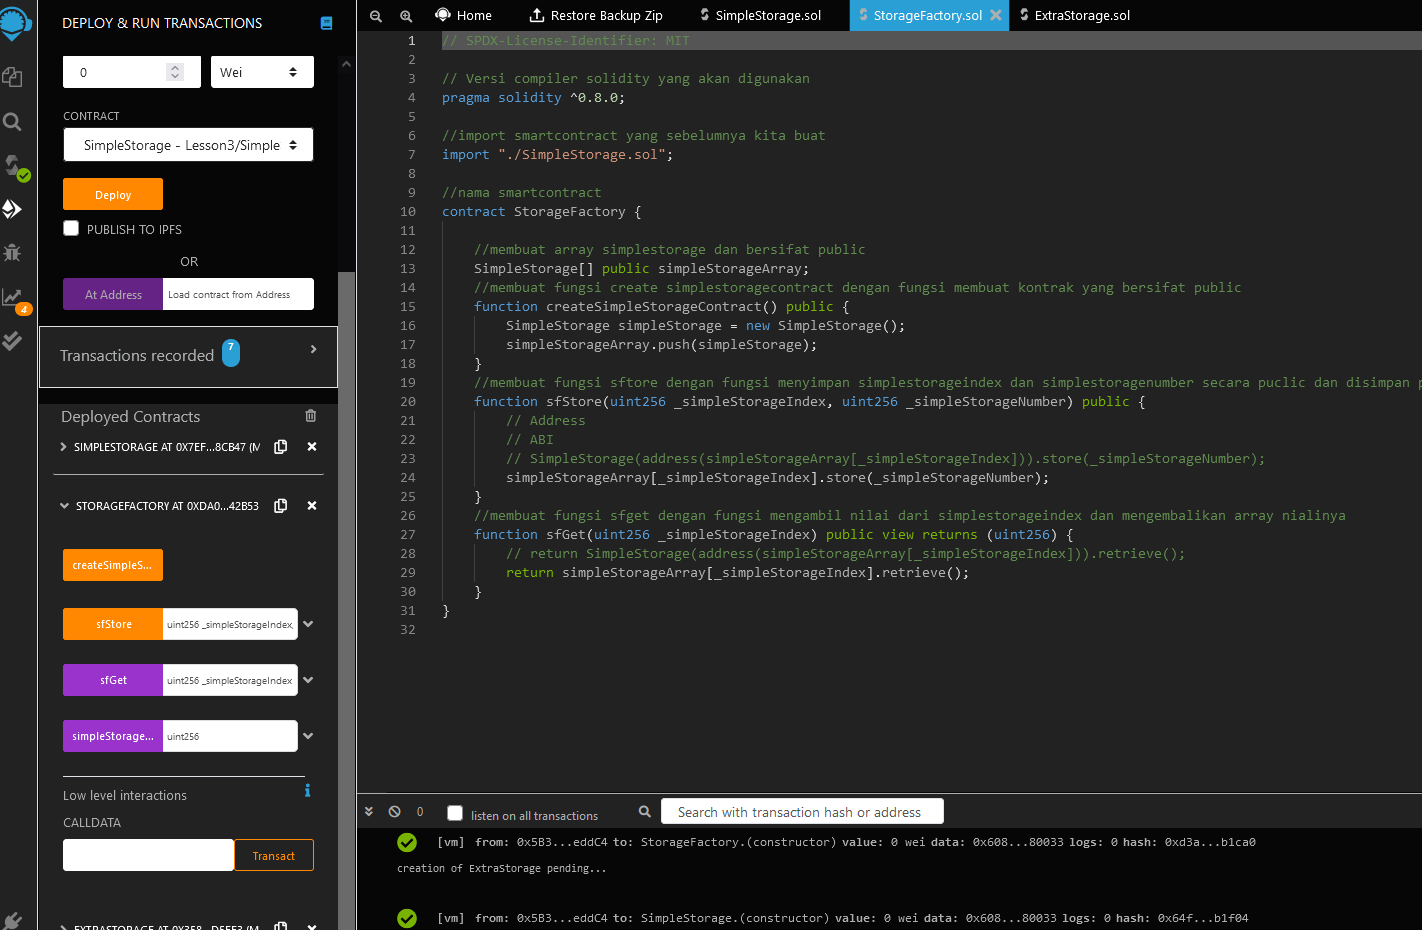 DEPLOY & RUN TRANSACTIONS
0
Wei
CONTRACT
SimpleStorage - Lesson3/Simple
Deploy
PUBLISH TO IPFS
OR
At Address
Load contract from Address
4
Transactions recorded 7
Deployed Contracts
SIMPLESTORAGE AT 0X7EF...8CB47 (M
STORAGEFACTORY AT 0XDA0...42B53
createSimpleS...
sfStore
uint256 _simpleStorageIndex,
sfGet
uint256 _simpleStorageIndex
simpleStorage...
uint256
Low level interactions
CALLDATA
Transact
EXTRASTORAGE AT 0X358...D5EE3 (M
Home
Restore Backup Zip
SimpleStorage.sol
StorageFactory.sol
ExtraStorage.sol
1 // SPDX-License-Identifier: MIT
2
3 // Versi compiler solidity yang akan digunakan
4 pragma solidity ^0.8.0;
5
6 //import smartcontract yang sebelumnya kita buat
7 import "./SimpleStorage.sol";
8
9 //nama smartcontract
10 contract StorageFactory {
11
12 //membuat array simplestorage dan bersifat public
13 SimpleStorage[] public simpleStorageArray;
14 //membuat fungsi create simplestoragecontract dengan fungsi membuat kontrak yang bersifat public
15 function createSimpleStorageContract() public {
16 SimpleStorage simpleStorage = new SimpleStorage();
17 simpleStorageArray.push(simpleStorage);
18 }
19 //membuat fungsi sftore dengan fungsi menyimpan simplestorageindex dan simplestoragenumber secara puclic dan disimpan p
20 function sfStore(uint256 _simpleStorageIndex, uint256 _simpleStorageNumber) public {
21 // Address
22 // ABI
23 // SimpleStorage(address(simpleStorageArray[_simpleStorageIndex])).store(_simpleStorageNumber);
24 simpleStorageArray[_simpleStorageIndex].store(_simpleStorageNumber);
25 }
26 //membuat fungsi sfget dengan fungsi mengambil nilai dari simplestorageindex dan mengembalikan array nialinya
27 function sfGet(uint256 _simpleStorageIndex) public view returns (uint256) {
28 // return SimpleStorage(address(simpleStorageArray[_simpleStorageIndex])).retrieve();
29 return simpleStorageArray[_simpleStorageIndex].retrieve();
30 }
31 }
32
0
listen on all transactions
Search with transaction hash or address
[vm] from: 0x5B3...eddC4 to: StorageFactory.(constructor) value: 0 wei data: 0x608...80033 logs: 0 hash: 0xd3a...b1ca0
creation of ExtraStorage pending...
[vm] from: 0x5B3...eddC4 to: SimpleStorage.(constructor) value: 0 wei data: 0x608...80033 logs: 0 hash: 0x64f...b1f04